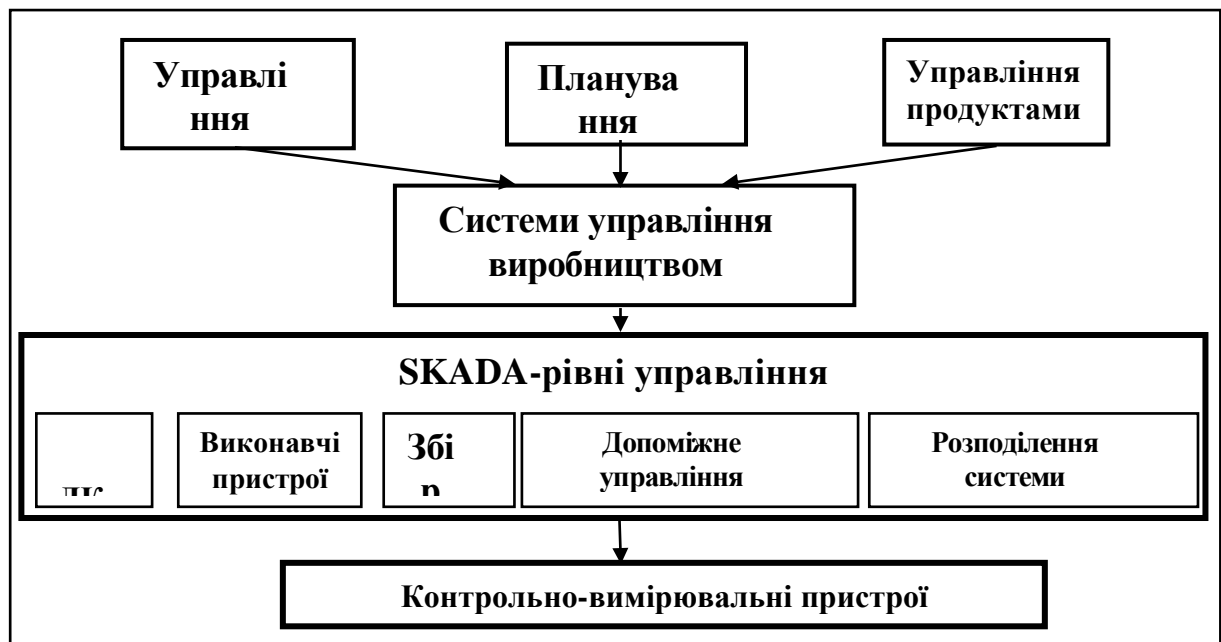 Управлі
ння
Планува
ння
Управління
продуктами
Системи управління
виробництвом
SKADA-рівні управління
Виконавчі
пристрої
Збі
р
Допоміжне
управління
Розподілення
системи
Контрольно-вимірювальні пристрої